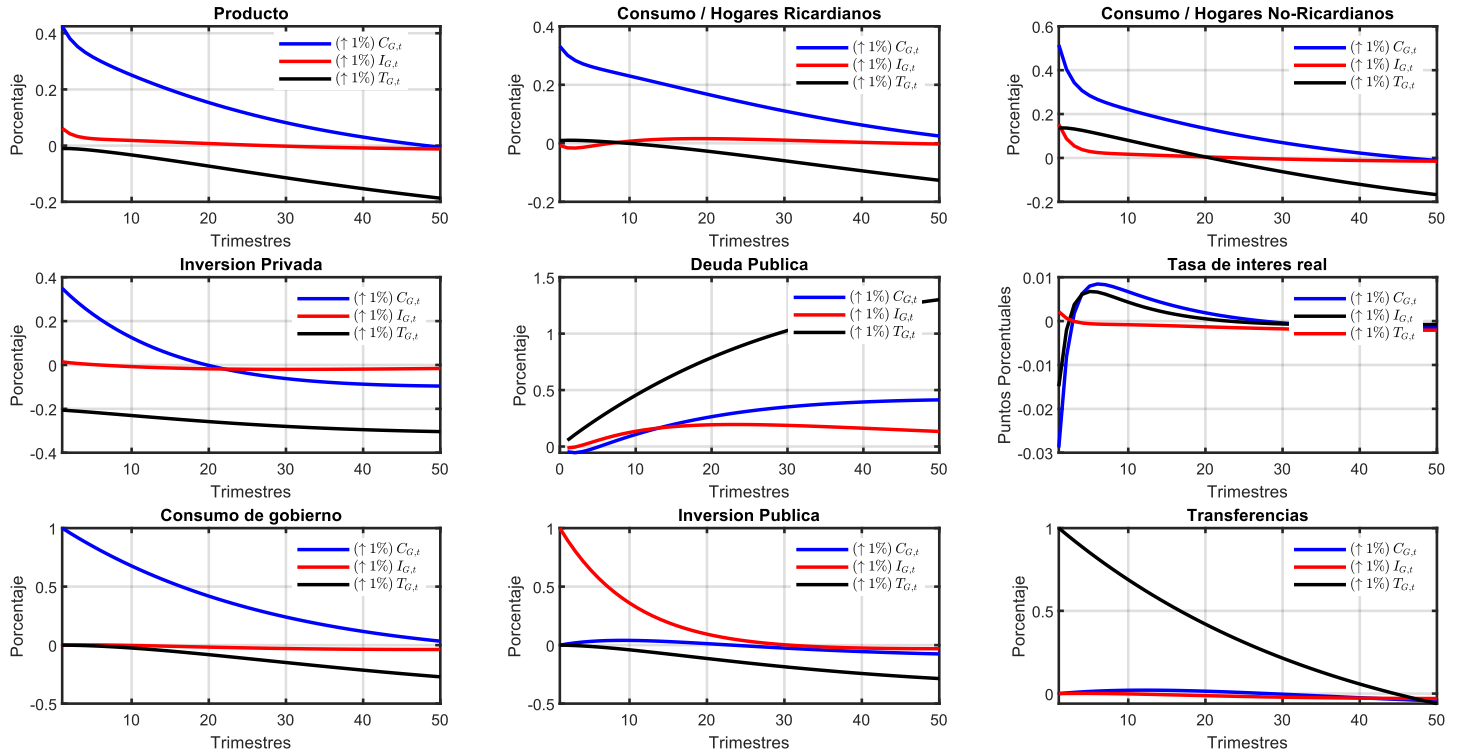 Producto
Porcentaje
0.4
0.2
0
-0.2
(↑ 1%) C_{G,t}
(↑ 1%) I_{G,t}
(↑ 1%) T_{G,t}
10 20 30 40 50
Trimestres
Consumo / Hogares Ricardianos
Porcentaje
0.4
0.2
0
-0.2
(↑ 1%) C_{G,t}
(↑ 1%) I_{G,t}
(↑ 1%) T_{G,t}
10 20 30 40 50
Trimestres
Consumo / Hogares No-Ricardianos
Porcentaje
0.6
0.4
0.2
0
-0.2
(↑ 1%) C_{G,t}
(↑ 1%) I_{G,t}
(↑ 1%) T_{G,t}
10 20 30 40 50
Trimestres
Inversion Privada
Porcentaje
0.4
0.2
0
-0.2
-0.4
(↑ 1%) C_{G,t}
(↑ 1%) I_{G,t}
(↑ 1%) T_{G,t}
10 20 30 40 50
Trimestres
Deuda Publica
Porcentaje
1.5
1
0.5
0
(↑ 1%) C_{G,t}
(↑ 1%) I_{G,t}
(↑ 1%) T_{G,t}
0 10 20 30 40 50
Trimestres
Tasa de interes real
Puntos Porcentuales
0.01
0
-0.01
-0.02
-0.03
(↑ 1%) C_{G,t}
(↑ 1%) I_{G,t}
(↑ 1%) T_{G,t}
10 20 30 40 50
Trimestres
Consumo de gobierno
Porcentaje
1
0.5
0
-0.5
(↑ 1%) C_{G,t}
(↑ 1%) I_{G,t}
(↑ 1%) T_{G,t}
10 20 30 40 50
Trimestres
Inversion Publica
Porcentaje
1
0.5
0
-0.5
(↑ 1%) C_{G,t}
(↑ 1%) I_{G,t}
(↑ 1%) T_{G,t}
10 20 30 40 50
Trimestres
Transferencias
Porcentaje
1
0.5
0
(↑ 1%) C_{G,t}
(↑ 1%) I_{G,t}
(↑ 1%) T_{G,t}
10 20 30 40 50
Trimestres